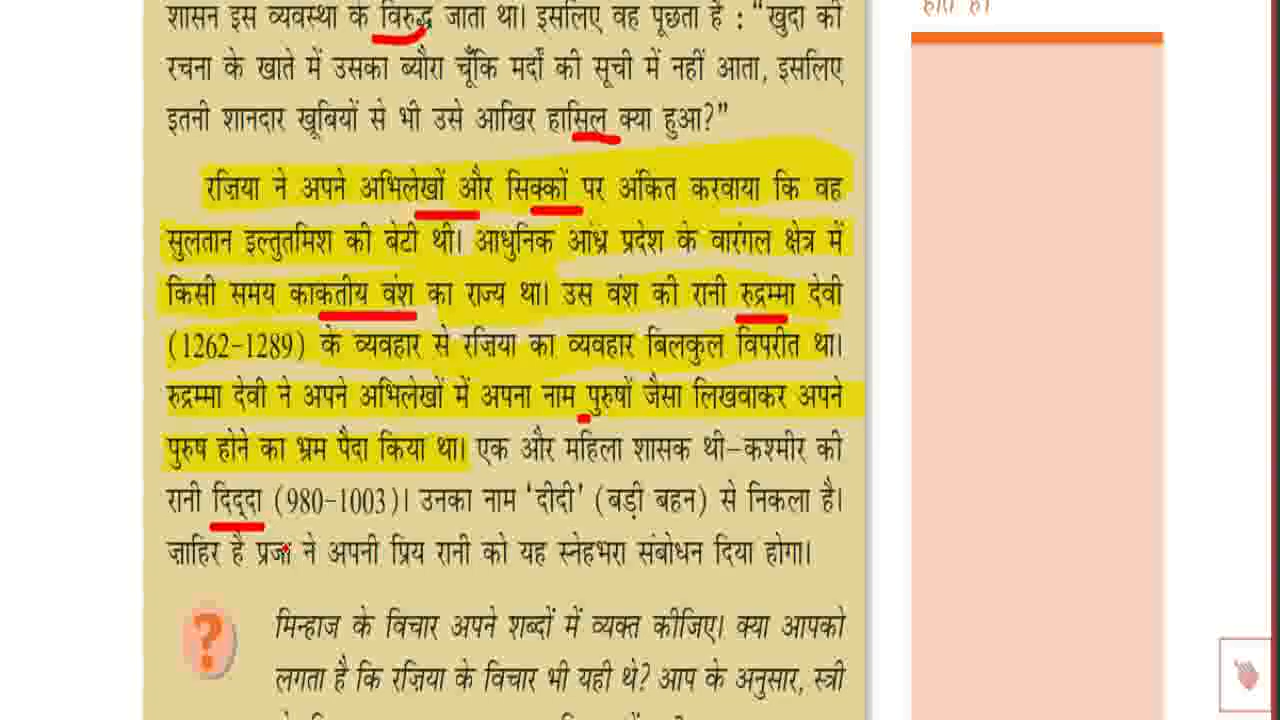 होते हैं।
शासन इस व्यवस्था के विरुद्ध जाता था। इसलिए वह पूछता है : “खुदा की
रचना के खाते में उसका ब्यौरा चूँकि मर्दों की सूची में नहीं आता, इसलिए
इतनी शानदार खूबियों से भी उसे आखिर हासिल क्या हुआ?”
रज़िया ने अपने अभिलेखों और सिक्कों पर अंकित करवाया कि वह
सुलतान इल्तुतमिश की बेटी थी। आधुनिक आंध्र प्रदेश के वारंगल क्षेत्र में
किसी समय काकतीय वंश का राज्य था। उस वंश की रानी रुद्रम्मा देवी
(1262-1289) के व्यवहार से रज़िया का व्यवहार बिलकुल विपरीत था।
रुद्रम्मा देवी ने अपने अभिलेखों में अपना नाम पुरुषों जैसा लिखवाकर अपने
पुरुष होने का भ्रम पैदा किया था। एक और महिला शासक थी–कश्मीर की
रानी दिद्दा (980-1003)। उनका नाम ‘दीदी’ (बड़ी बहन) से निकला है।
ज़ाहिर है प्रजा ने अपनी प्रिय रानी को यह स्नेहभरा संबोधन दिया होगा।
?
मिन्हाज के विचार अपने शब्दों में व्यक्त कीजिए। क्या आपको
लगता है कि रज़िया के विचार भी यही थे? आप के अनुसार, स्त्री